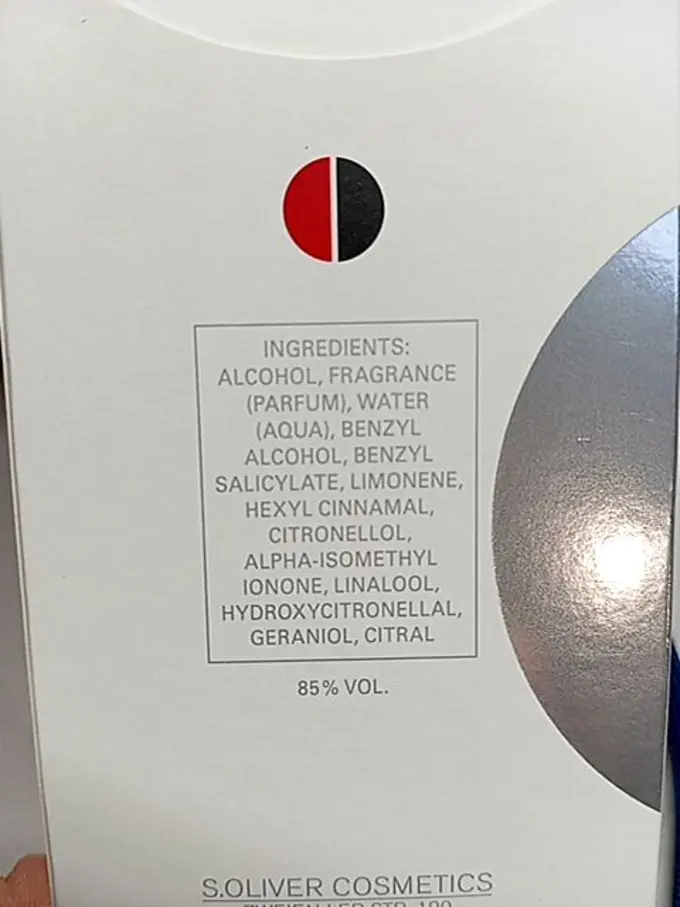 INGREDIENTS:
ALCOHOL, FRAGRANCE
(PARFUM), WATER
(AQUA), BENZYL
ALCOHOL, BENZYL
SALICYLATE, LIMONENE,
HEXYL CINNAMAL,
CITRONELLOL,
ALPHA-ISOMETHYL
IONONE, LINALOOL,
HYDROXYCITRONELLAL,
GERANIOL, CITRAL
85% VOL.
S.OLIVER COSMETICS